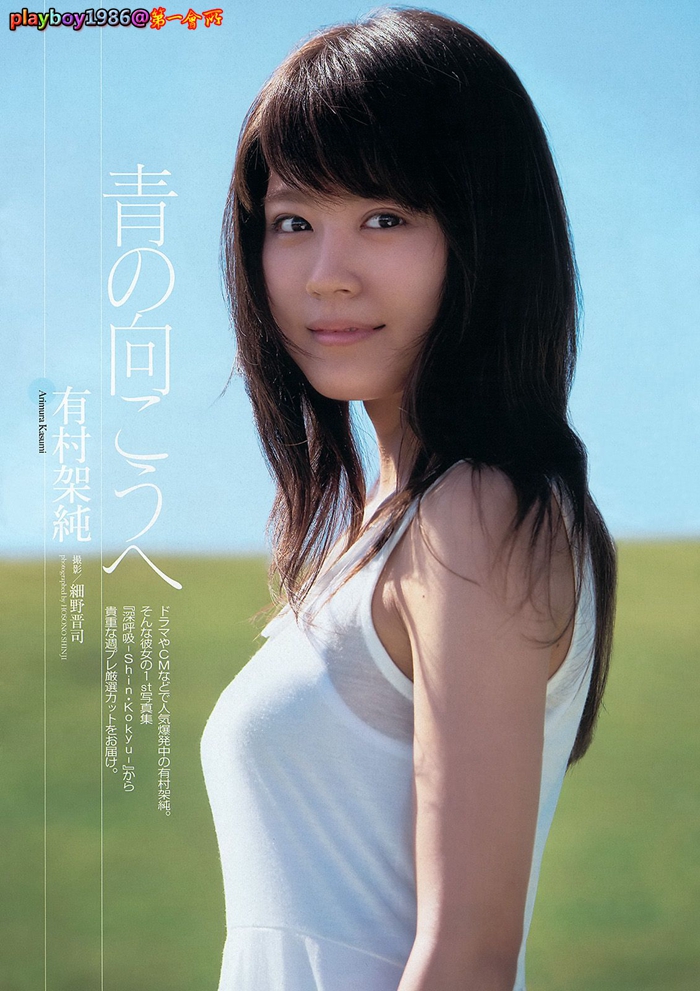 playboy1986@第一會所
青の向こうへ
有村架純
Arimura Kasumi
撮影／細野晋司
photographed by HOSONO SHINJI
ドラマやCMなどで人気爆発中の有村架純。
そんな彼女の1st写真集
『深呼吸-Shin・Kokyu-』から
貴重な週プレ厳選カットをお届け。